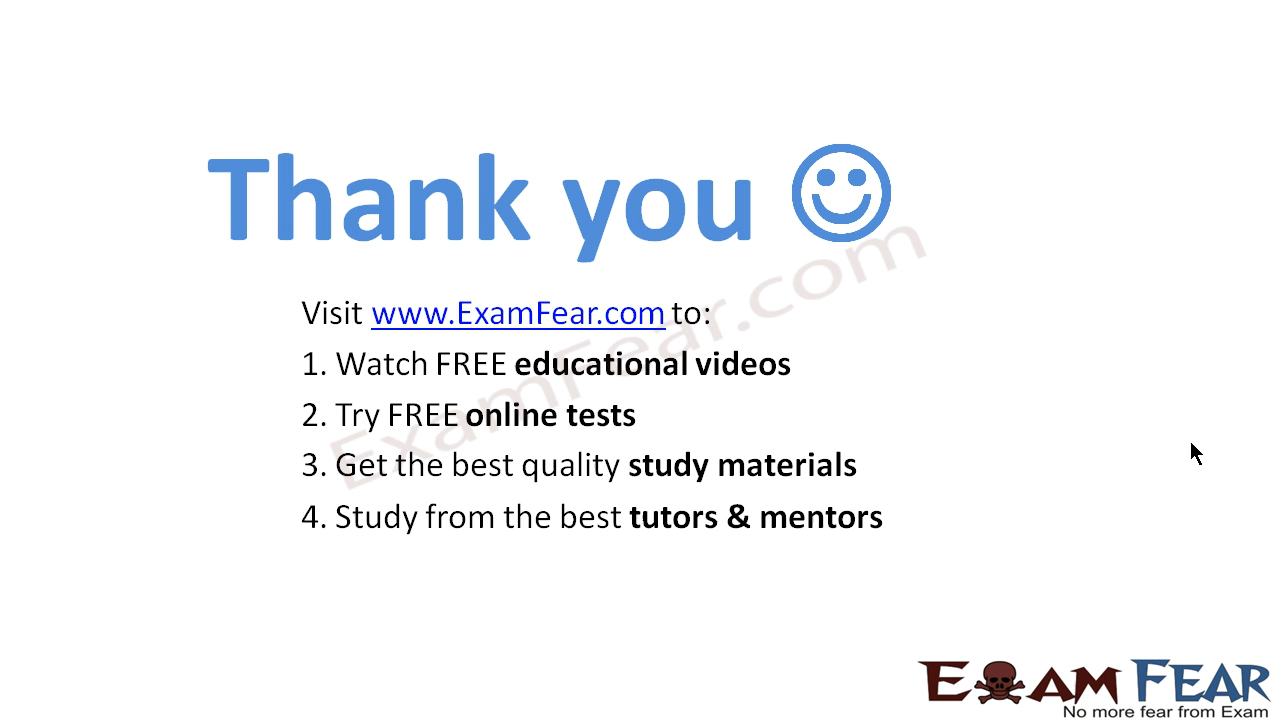 Thank you ☺
Visit www.ExamFear.com to:
1. Watch FREE educational videos
2. Try FREE online tests
3. Get the best quality study materials
4. Study from the best tutors & mentors
ExamFear.com
EXAM FEAR
No more fear from Exam